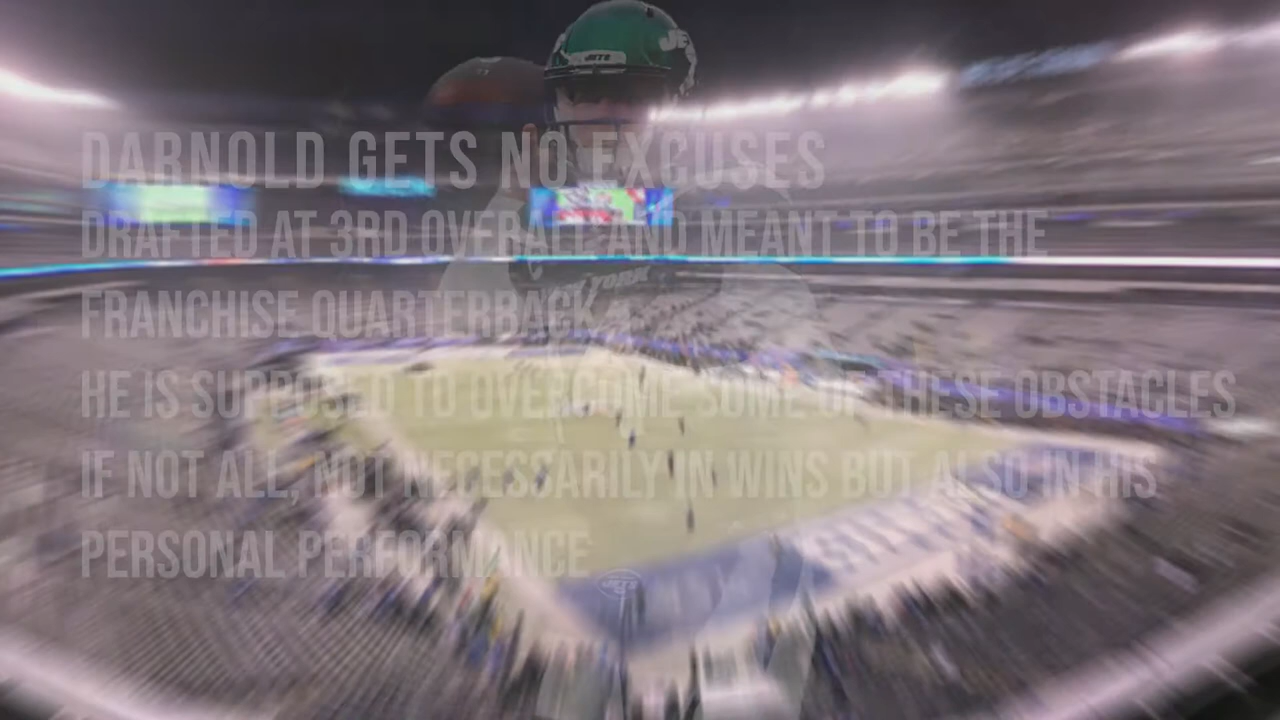 JETS
DARNOLD GETS NO EXCUSES
DRAFTED AT 3RD OVERALL AND MEANT TO BE THE
FRANCHISE QUARTERBACK
HE IS SUPPOSED TO OVERCOME SOME OF THESE OBSTACLES
IF NOT ALL, NOT NECESSARILY IN WINS BUT ALSO IN HIS
PERSONAL PERFORMANCE